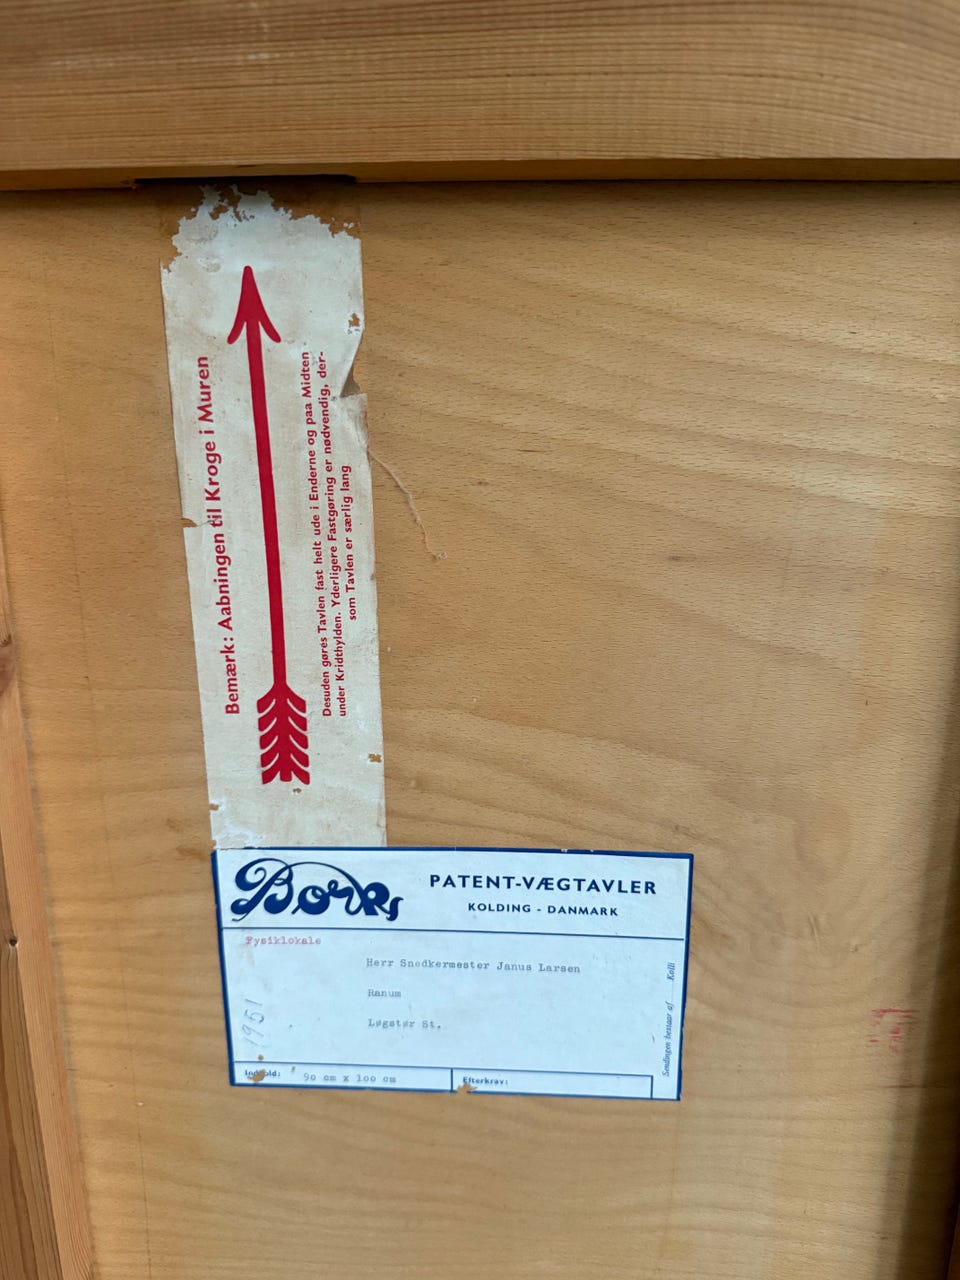 Bemærk: Aabningen til Kroge i Muren
Desuden gøres Tavlen fast helt ude i Enderne og paa Midten
under Kridthylden. Yderligere Fastgøring er nødvendig, der-
som Tavlen er særlig lang
Borks
PATENT-VÆGTAVLER
KOLDING - DANMARK
Fysiklokale
Herr Snedkermester Janus Larsen
Ranum
Løgstør St.
1951
Sendingen bestaar af ...... Kolli
Indhold: 90 cm x 100 cm
Efterkrav: